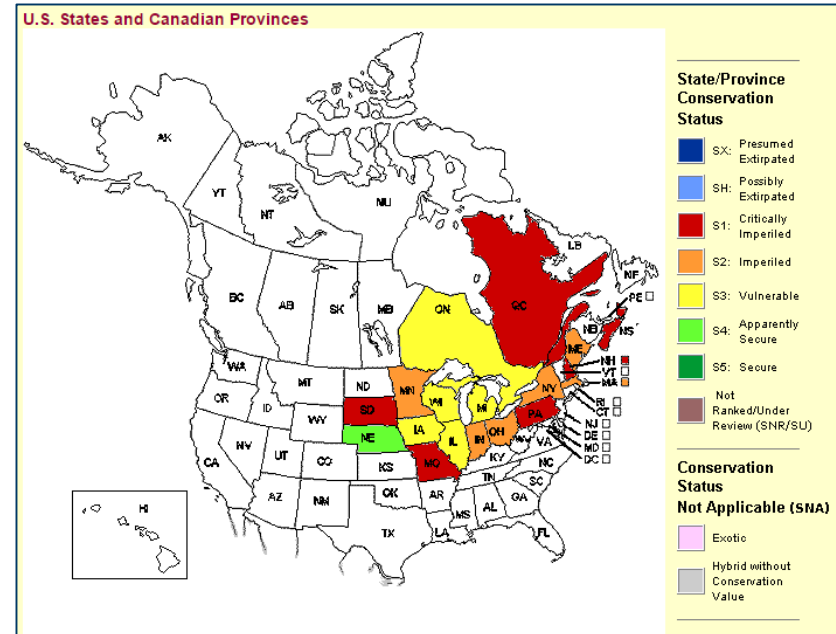 U.S. States and Canadian Provinces
AK
YT
NT
NU
BC
AB
SK
MB
ON
QC
LB
NF
PE
NB
NS
ME
NH
VT
MA
RI
CT
NJ
DE
MD
DC
WA
MT
ND
MN
OR
ID
WY
SD
WI
MI
NY
PA
NV
UT
CO
NE
IA
IL
IN
OH
WV
VA
CA
KS
MO
KY
NC
AZ
NM
OK
AR
TN
SC
TX
LA
MS
AL
GA
FL
HI
State/Province
Conservation
Status
SX: Presumed
Extirpated
SH: Possibly
Extirpated
S1: Critically
Imperiled
S2: Imperiled
S3: Vulnerable
S4: Apparently
Secure
S5: Secure
Not
Ranked/Under
Review (SNR/SU)
Conservation
Status
Not Applicable (SNA)
Exotic
Hybrid without
Conservation
Value